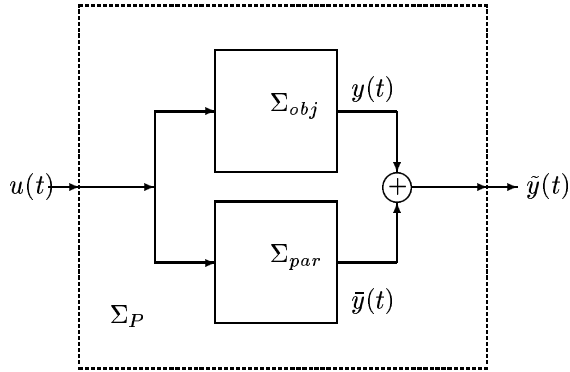 y(t)
Σ_obj
u(t)
+
ỹ(t)
Σ_par
ȳ(t)
Σ_P